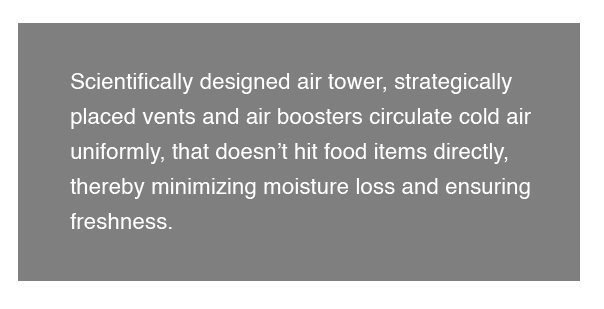 Scientifically designed air tower, strategically
placed vents and air boosters circulate cold air
uniformly, that doesn’t hit food items directly,
thereby minimizing moisture loss and ensuring
freshness.